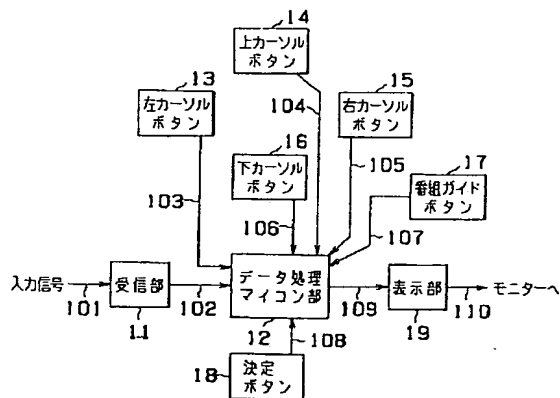 14
上カーソル
ボタン
13
左カーソル
ボタン
104
15
右カーソル
ボタン
16
下カーソル
ボタン
105
17
番組ガイド
ボタン
103
106
107
入力信号
受信部
データ処理
マイコン部
表示部
モニターへ
101
102
109
110
11
12
19
108
18
決定
ボタン